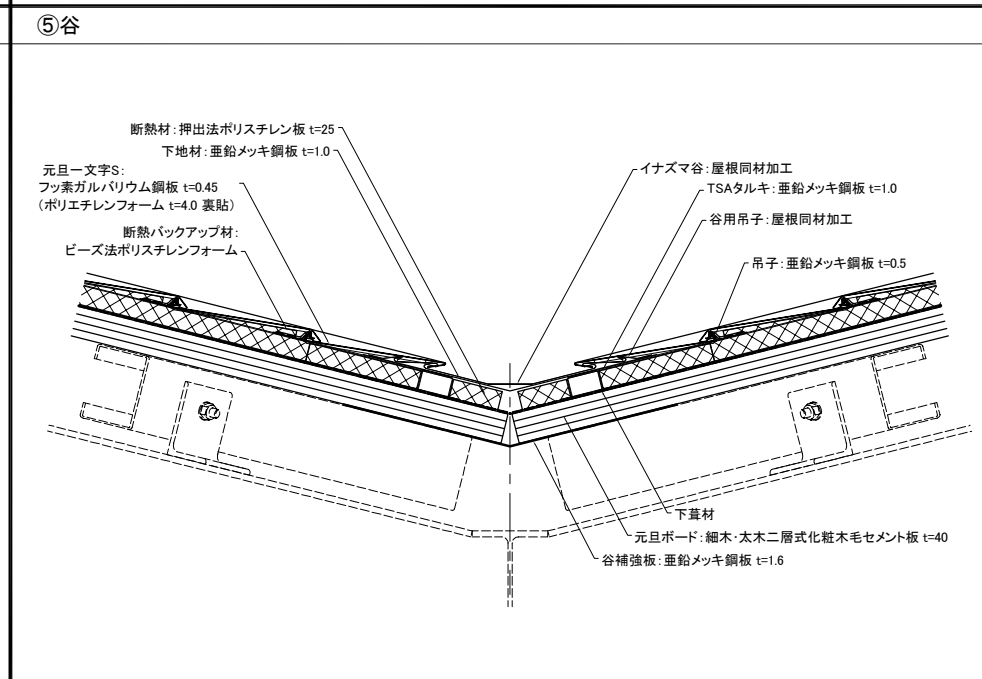 ⑤谷
断熱材：押出法ポリスチレン板 t=25
下地材：亜鉛メッキ鋼板 t=1.0
元旦一文字S：
フッ素ガルバリウム鋼板 t=0.45
（ポリエチレンフォーム t=4.0 裏貼）
断熱バックアップ材：
ビーズ法ポリスチレンフォーム
イナズマ谷：屋根同材加工
TSAタルキ：亜鉛メッキ鋼板 t=1.0
谷用吊子：屋根同材加工
吊子：亜鉛メッキ鋼板 t=0.5
下葺材
元旦ボード：細木・太木二層式化粧木毛セメント板 t=40
谷補強板：亜鉛メッキ鋼板 t=1.6